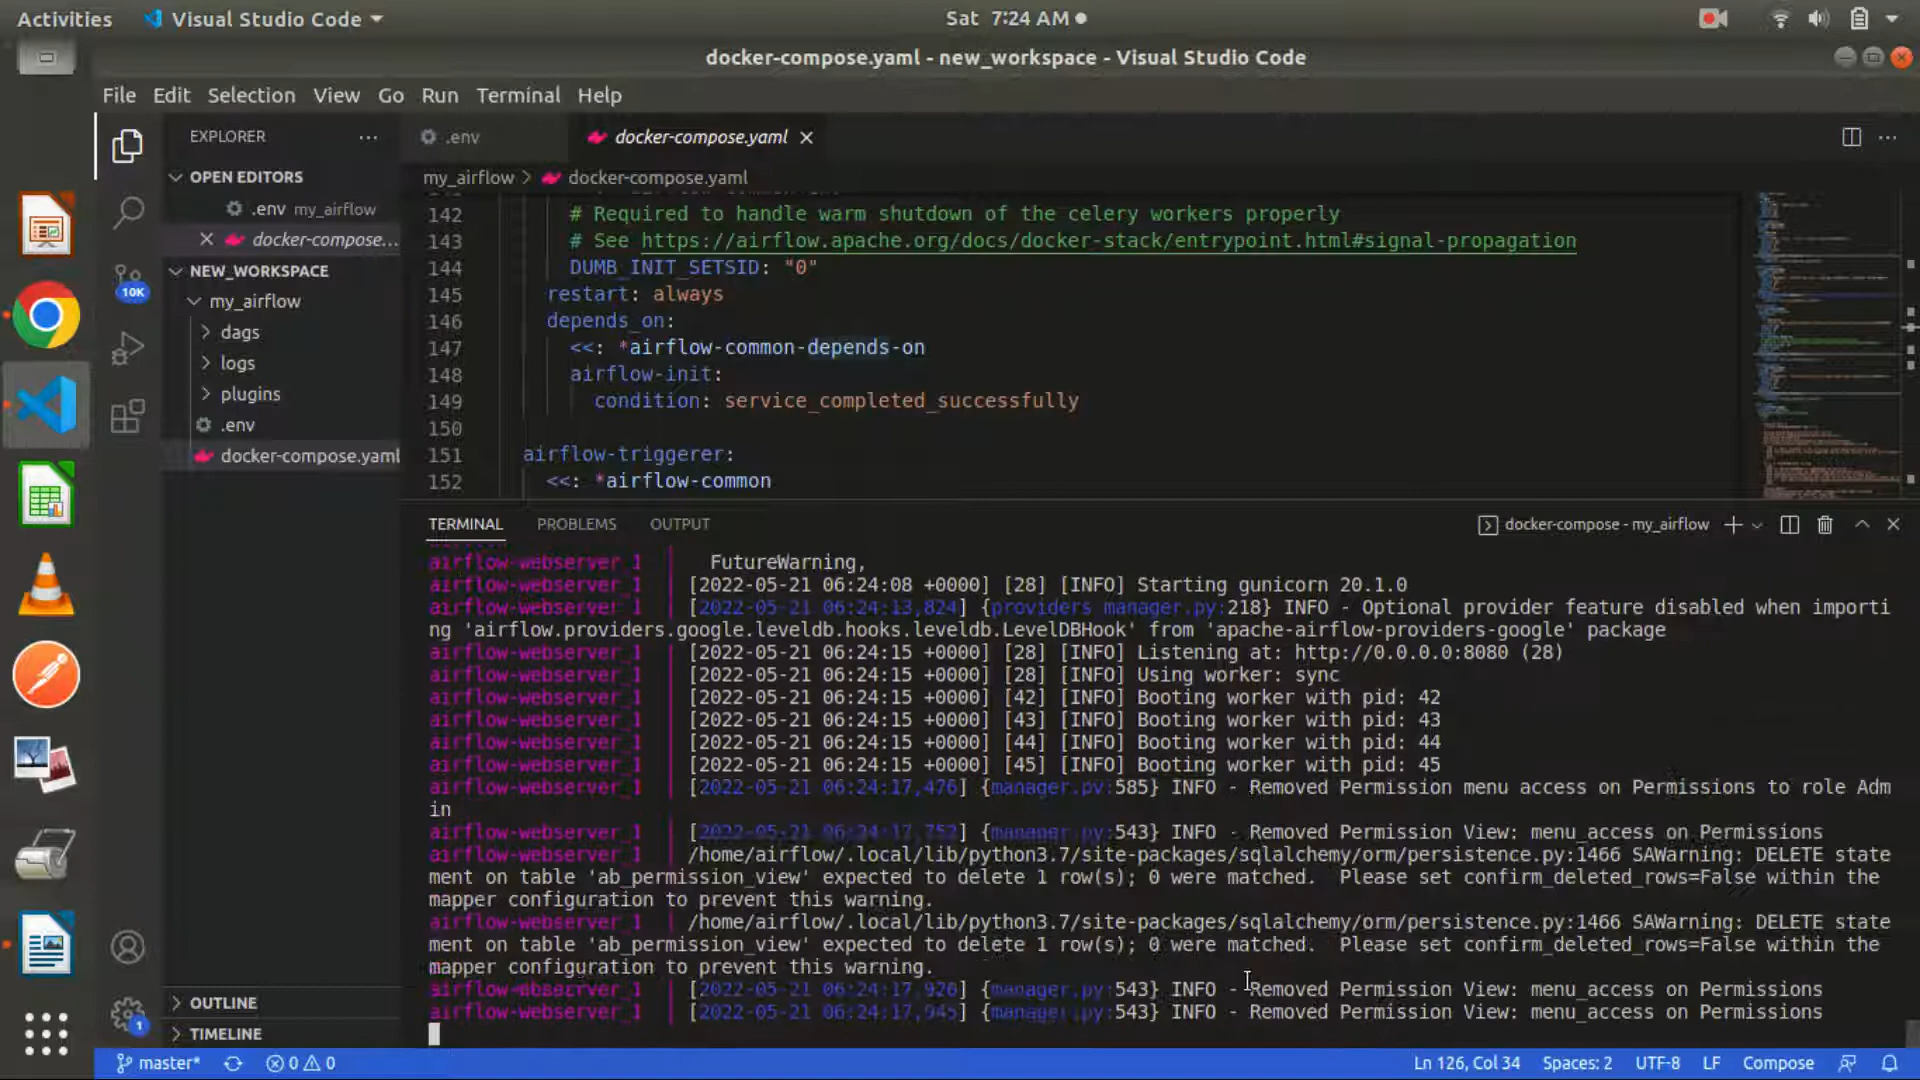 Activities
Visual Studio Code
Sat 7:24 AM
docker-compose.yaml - new_workspace - Visual Studio Code
File Edit Selection View Go Run Terminal Help
EXPLORER
.env
docker-compose.yaml
OPEN EDITORS
my_airflow > docker-compose.yaml
.env my_airflow
docker-compose...
NEW_WORKSPACE
my_airflow
dags
logs
plugins
.env
docker-compose.yaml
10K
142 # Required to handle warm shutdown of the celery workers properly
143 # See https://airflow.apache.org/docs/docker-stack/entrypoint.html#signal-propagation
144 DUMB_INIT_SETSID: "0"
145 restart: always
146 depends_on:
147 <<: *airflow-common-depends-on
148 airflow-init:
149 condition: service_completed_successfully
150
151 airflow-triggerer:
152 <<: *airflow-common
TERMINAL PROBLEMS OUTPUT
docker-compose - my_airflow
airflow-webserver_1 | FutureWarning,
airflow-webserver_1 | [2022-05-21 06:24:08 +0000] [28] [INFO] Starting gunicorn 20.1.0
airflow-webserver_1 | [2022-05-21 06:24:13,824] {providers_manager.py:218} INFO - Optional provider feature disabled when importi
ng 'airflow.providers.google.leveldb.hooks.leveldb.LevelDBHook' from 'apache-airflow-providers-google' package
airflow-webserver_1 | [2022-05-21 06:24:15 +0000] [28] [INFO] Listening at: http://0.0.0.0:8080 (28)
airflow-webserver_1 | [2022-05-21 06:24:15 +0000] [28] [INFO] Using worker: sync
airflow-webserver_1 | [2022-05-21 06:24:15 +0000] [42] [INFO] Booting worker with pid: 42
airflow-webserver_1 | [2022-05-21 06:24:15 +0000] [43] [INFO] Booting worker with pid: 43
airflow-webserver_1 | [2022-05-21 06:24:15 +0000] [44] [INFO] Booting worker with pid: 44
airflow-webserver_1 | [2022-05-21 06:24:15 +0000] [45] [INFO] Booting worker with pid: 45
airflow-webserver_1 | [2022-05-21 06:24:17,476] {manager.py:585} INFO - Removed Permission menu access on Permissions to role Adm
in
airflow-webserver_1 | [2022-05-21 06:24:17,752] {manager.py:543} INFO - Removed Permission View: menu_access on Permissions
airflow-webserver_1 | /home/airflow/.local/lib/python3.7/site-packages/sqlalchemy/orm/persistence.py:1466 SAWarning: DELETE state
ment on table 'ab_permission_view' expected to delete 1 row(s); 0 were matched.  Please set confirm_deleted_rows=False within the
mapper configuration to prevent this warning.
airflow-webserver_1 | /home/airflow/.local/lib/python3.7/site-packages/sqlalchemy/orm/persistence.py:1466 SAWarning: DELETE state
ment on table 'ab_permission_view' expected to delete 1 row(s); 0 were matched.  Please set confirm_deleted_rows=False within the
mapper configuration to prevent this warning.
airflow-webserver_1 | [2022-05-21 06:24:17,926] {manager.py:543} INFO - Removed Permission View: menu_access on Permissions
airflow-webserver_1 | [2022-05-21 06:24:17,945] {manager.py:543} INFO - Removed Permission View: menu_access on Permissions
OUTLINE
TIMELINE
1
master* 0 0
Ln 126, Col 34 Spaces: 2 UTF-8 LF Compose